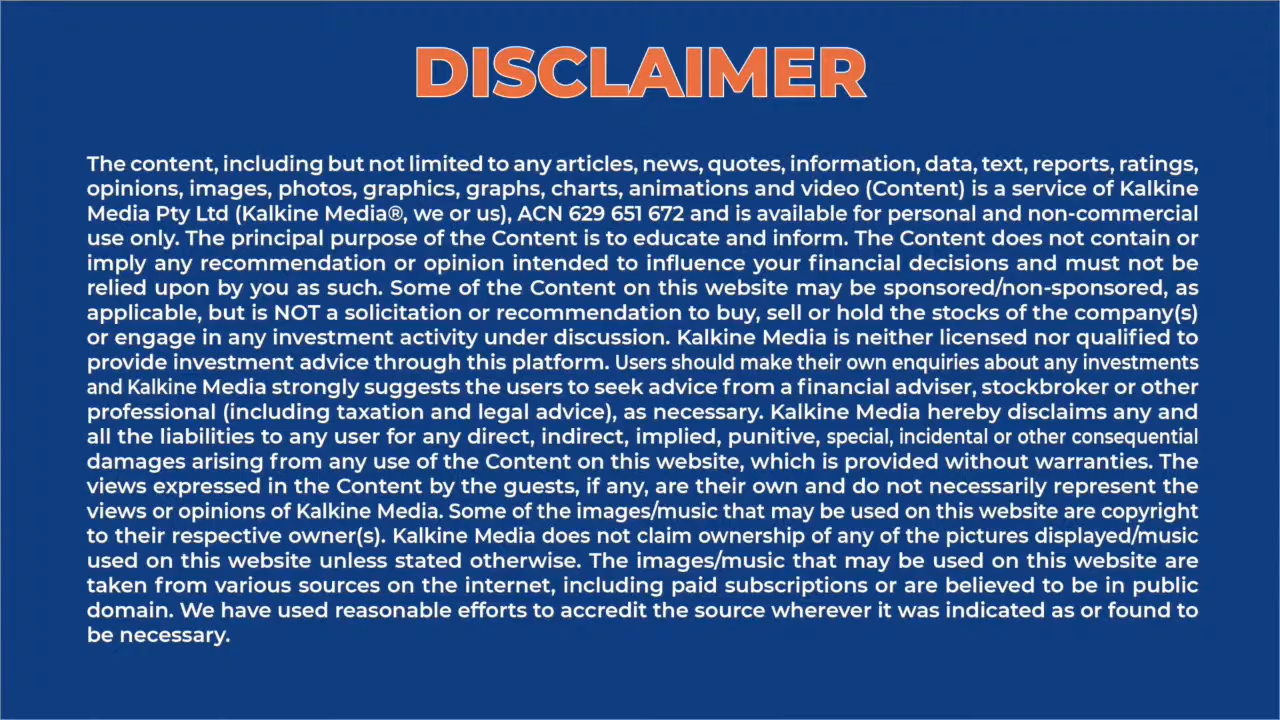 DISCLAIMER
The content, including but not limited to any articles, news, quotes, information, data, text, reports, ratings,
opinions, images, photos, graphics, graphs, charts, animations and video (Content) is a service of Kalkine
Media Pty Ltd (Kalkine Media®, we or us), ACN 629 651 672 and is available for personal and non-commercial
use only. The principal purpose of the Content is to educate and inform. The Content does not contain or
imply any recommendation or opinion intended to influence your financial decisions and must not be
relied upon by you as such. Some of the Content on this website may be sponsored/non-sponsored, as
applicable, but is NOT a solicitation or recommendation to buy, sell or hold the stocks of the company(s)
or engage in any investment activity under discussion. Kalkine Media is neither licensed nor qualified to
provide investment advice through this platform. Users should make their own enquiries about any investments
and Kalkine Media strongly suggests the users to seek advice from a financial adviser, stockbroker or other
professional (including taxation and legal advice), as necessary. Kalkine Media hereby disclaims any and
all the liabilities to any user for any direct, indirect, implied, punitive, special, incidental or other consequential
damages arising from any use of the Content on this website, which is provided without warranties. The
views expressed in the Content by the guests, if any, are their own and do not necessarily represent the
views or opinions of Kalkine Media. Some of the images/music that may be used on this website are copyright
to their respective owner(s). Kalkine Media does not claim ownership of any of the pictures displayed/music
used on this website unless stated otherwise. The images/music that may be used on this website are
taken from various sources on the internet, including paid subscriptions or are believed to be in public
domain. We have used reasonable efforts to accredit the source wherever it was indicated as or found to
be necessary.